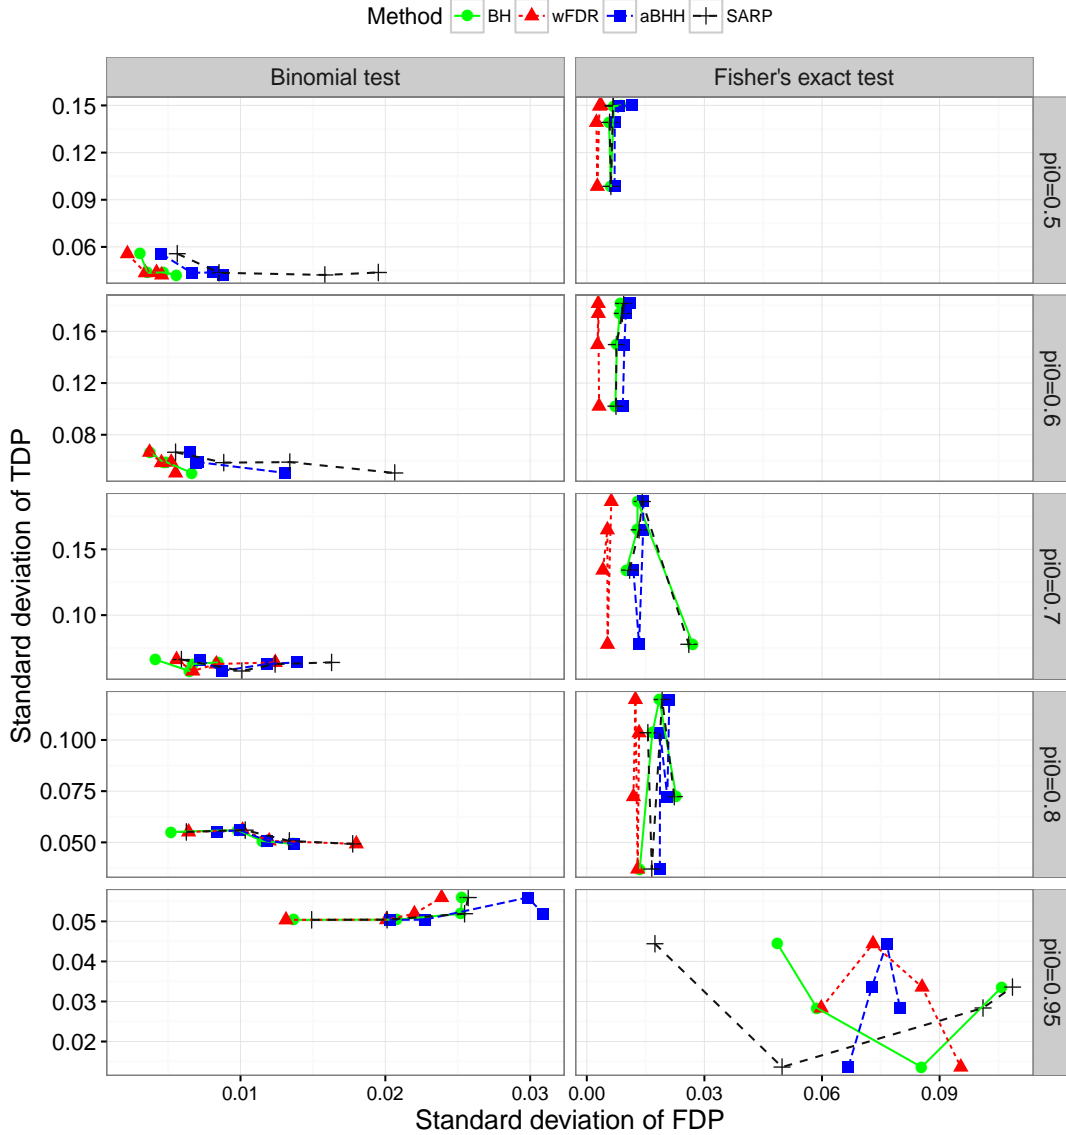 Method BH wFDR aBHH SARP
Binomial test Fisher's exact test
0.15
0.12
0.09
0.06
pi0=0.5
0.16
0.12
0.08
pi0=0.6
0.15
0.10
pi0=0.7
0.100
0.075
0.050
pi0=0.8
0.05
0.04
0.03
0.02
pi0=0.95
Standard deviation of TDP
0.01 0.02 0.03 0.00 0.03 0.06 0.09
Standard deviation of FDP